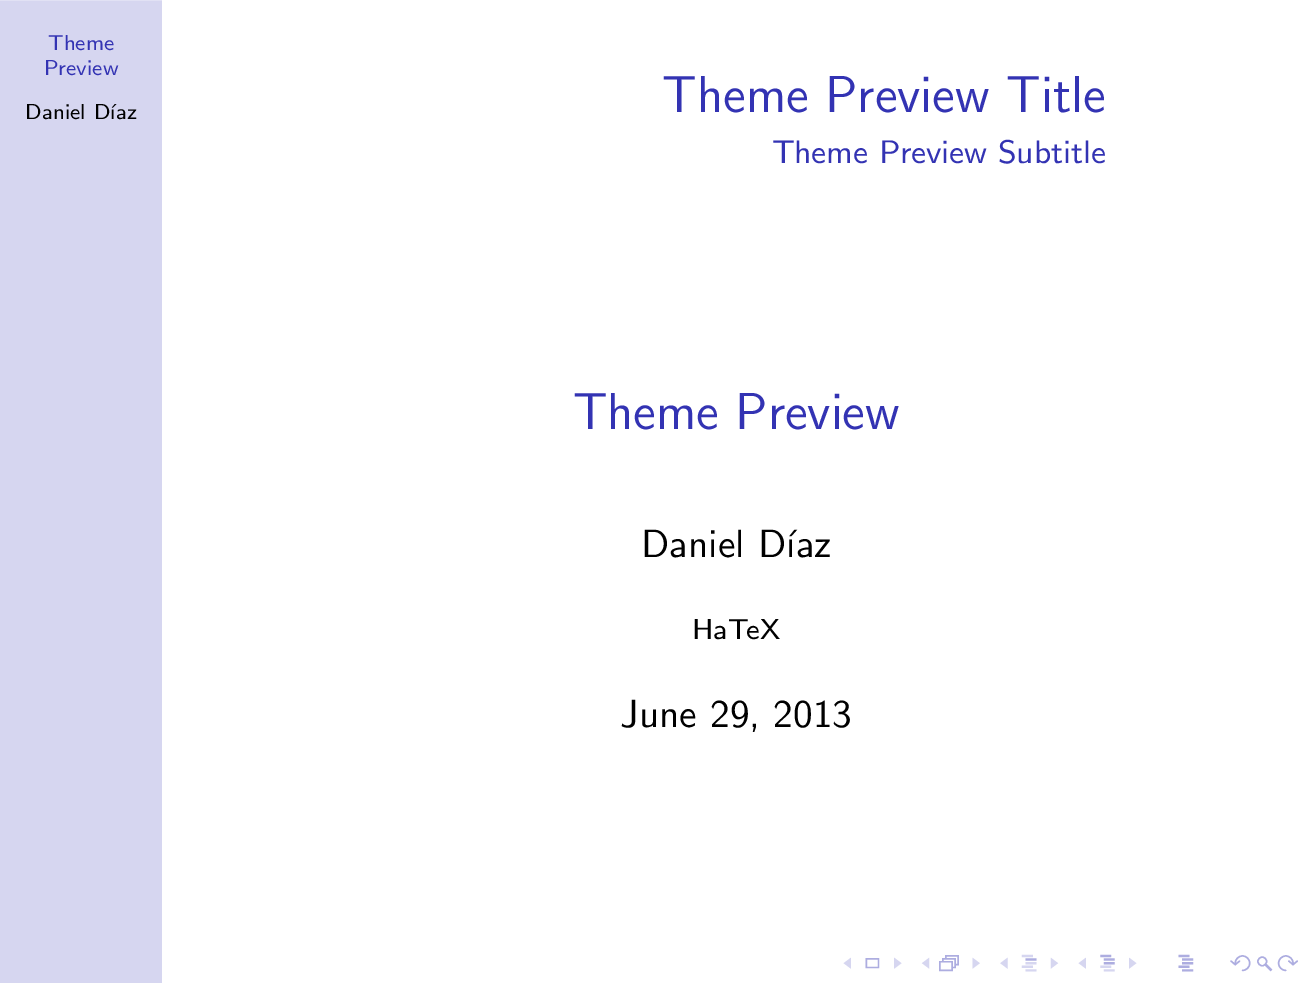 Theme
Preview
Daniel Díaz
Theme Preview Title
Theme Preview Subtitle
Theme Preview
Daniel Díaz
HaTeX
June 29, 2013